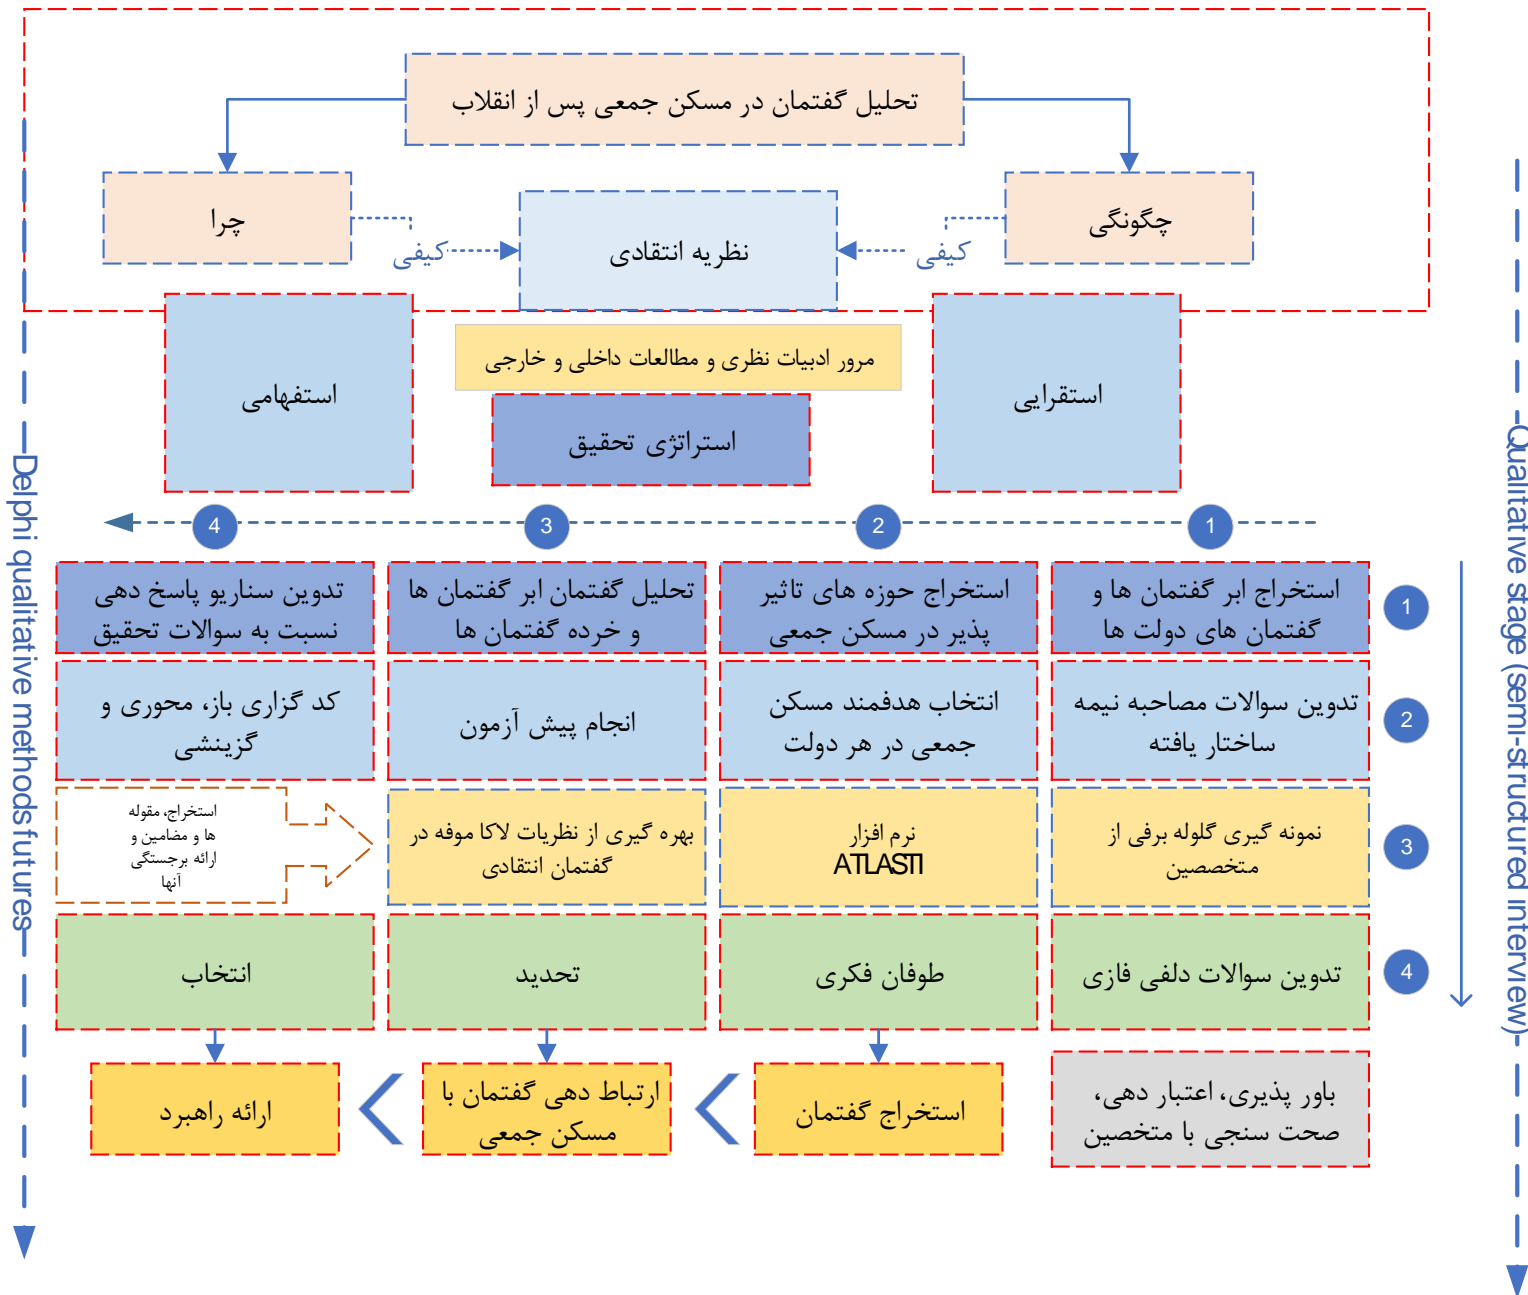 تحلیل گفتمان در مسکن جمعی پس از انقلاب
چگونگی
چرا
نظریه انتقادی
کیفی
کیفی
استقرایی
استفهامی
مرور ادبیات نظری و مطالعات داخلی و خارجی
استراتژی تحقیق
1
2
3
4
1
استخراج ابر گفتمان ها و
گفتمان های دولت ها
استخراج حوزه های تاثیر
پذیر در مسکن جمعی
تحلیل گفتمان ابر گفتمان ها
و خرده گفتمان ها
تدوین سناریو پاسخ دهی
نسبت به سوالات تحقیق
2
تدوین سوالات مصاحبه نیمه
ساختار یافته
انتخاب هدفمند مسکن
جمعی در هر دولت
انجام پیش آزمون
کد گزاری باز، محوری و
گزینشی
3
نمونه گیری گلوله برفی از
متخصصین
نرم افزار
ATLASTI
بهره گیری از نظریات لاکا موفه در
گفتمان انتقادی
استخراج، مقوله
ها و مضامین و
ارائه برجستگی
آنها
4
تدوین سوالات دلفی فازی
طوفان فکری
تحدید
انتخاب
باور پذیری، اعتبار دهی،
صحت سنجی با متخصین
استخراج گفتمان
ارتباط دهی گفتمان با
مسکن جمعی
ارائه راهبرد
Qualitative stage (semi-structured interview)
Delphi qualitative methods futures